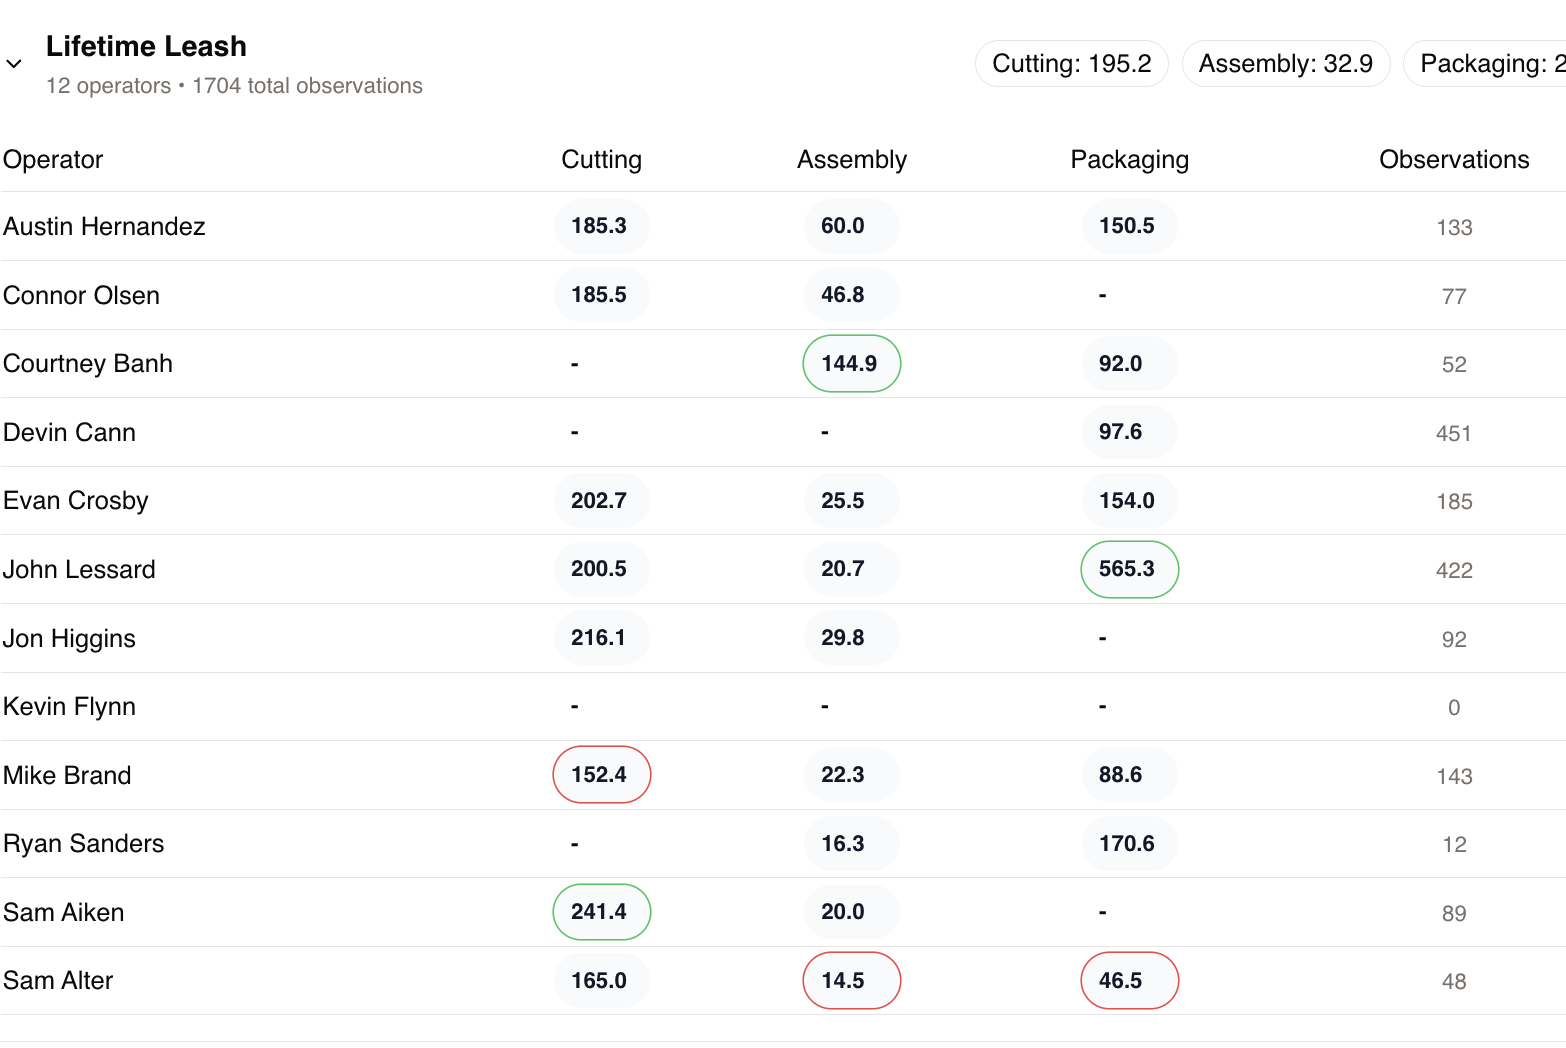 Lifetime Leash
12 operators • 1704 total observations
Cutting: 195.2 Assembly: 32.9 Packaging: 2
Operator Cutting Assembly Packaging Observations
Austin Hernandez 185.3 60.0 150.5 133
Connor Olsen 185.5 46.8 - 77
Courtney Banh - 144.9 92.0 52
Devin Cann - - 97.6 451
Evan Crosby 202.7 25.5 154.0 185
John Lessard 200.5 20.7 565.3 422
Jon Higgins 216.1 29.8 - 92
Kevin Flynn - - - 0
Mike Brand 152.4 22.3 88.6 143
Ryan Sanders - 16.3 170.6 12
Sam Aiken 241.4 20.0 - 89
Sam Alter 165.0 14.5 46.5 48